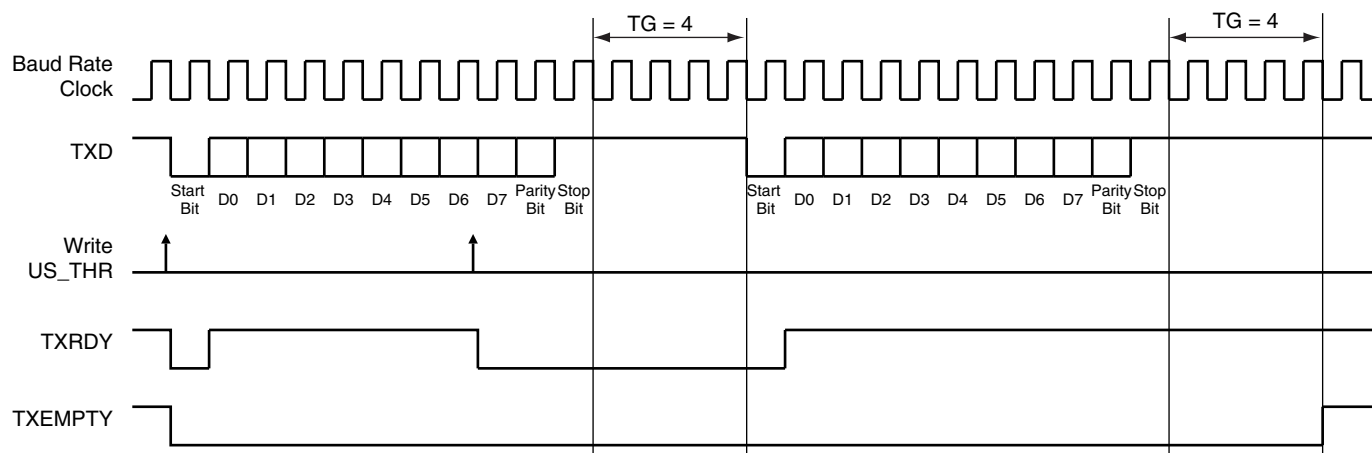 TG = 4
TG = 4
Baud Rate
Clock
TXD
Start
Bit
D0
D1
D2
D3
D4
D5
D6
D7
Parity
Bit
Stop
Bit
Start
Bit
D0
D1
D2
D3
D4
D5
D6
D7
Parity
Bit
Stop
Bit
Write
US_THR
TXRDY
TXEMPTY